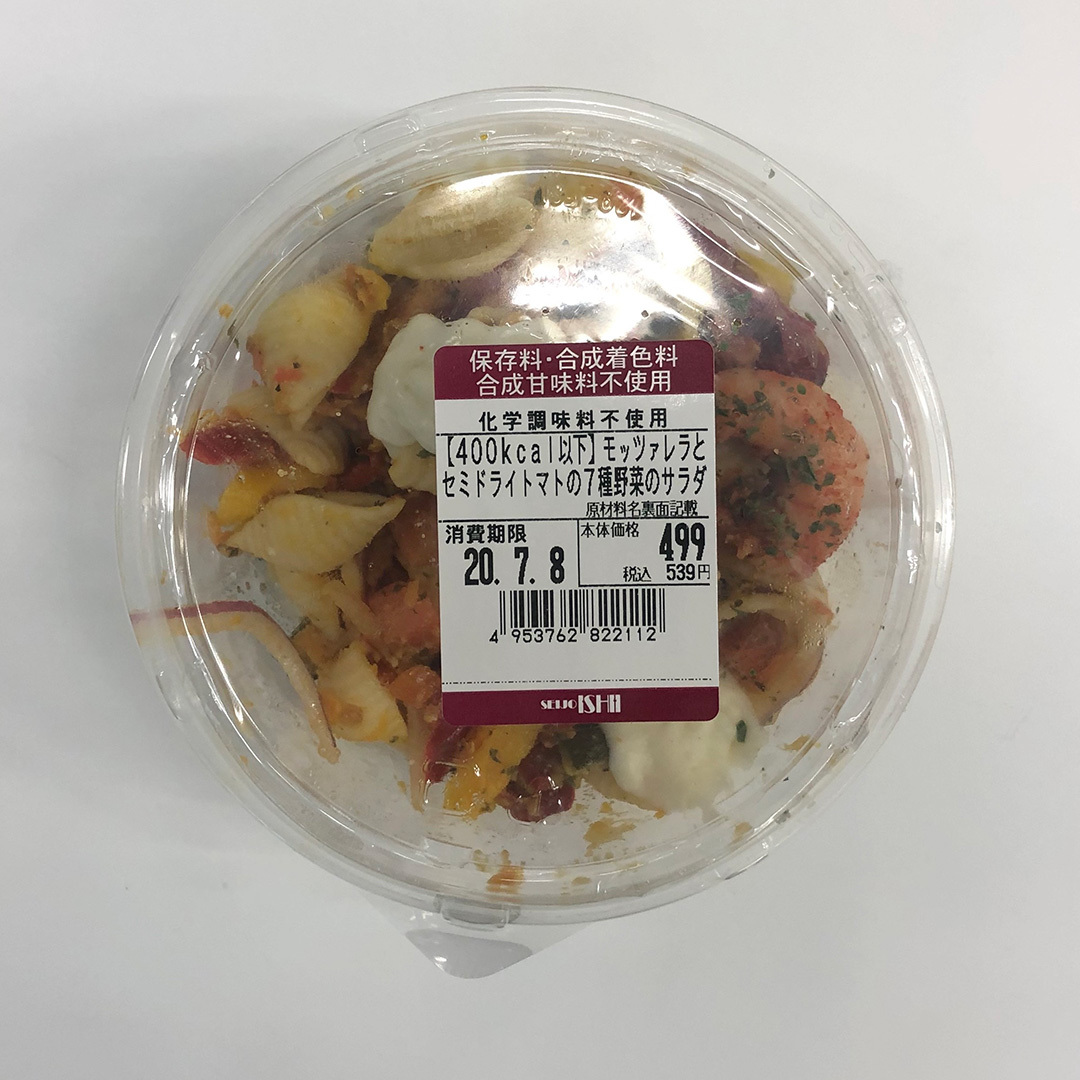 保存料・合成着色料
合成甘味料不使用
化学調味料不使用
【400kcal以下】モッツァレラと
セミドライトマトの7種野菜のサラダ
原材料名裏面記載
消費期限
20. 7. 8
本体価格
499
税込 539円
4 953762 822112
SEIJO ISHII